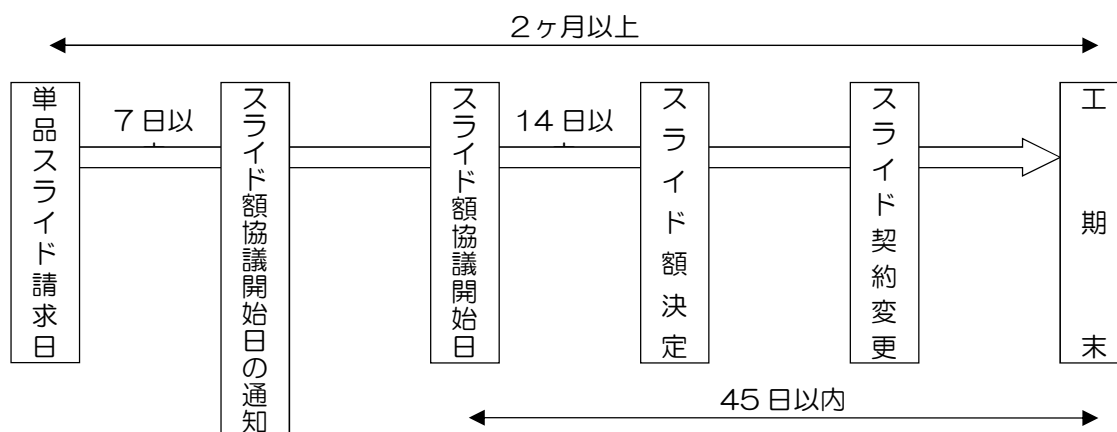 2ヶ月以上
単品スライド請求日
7日以
スライド額協議開始日の通知
スライド額協議開始日
14日以
スライド額決定
スライド契約変更
工期末
45日以内